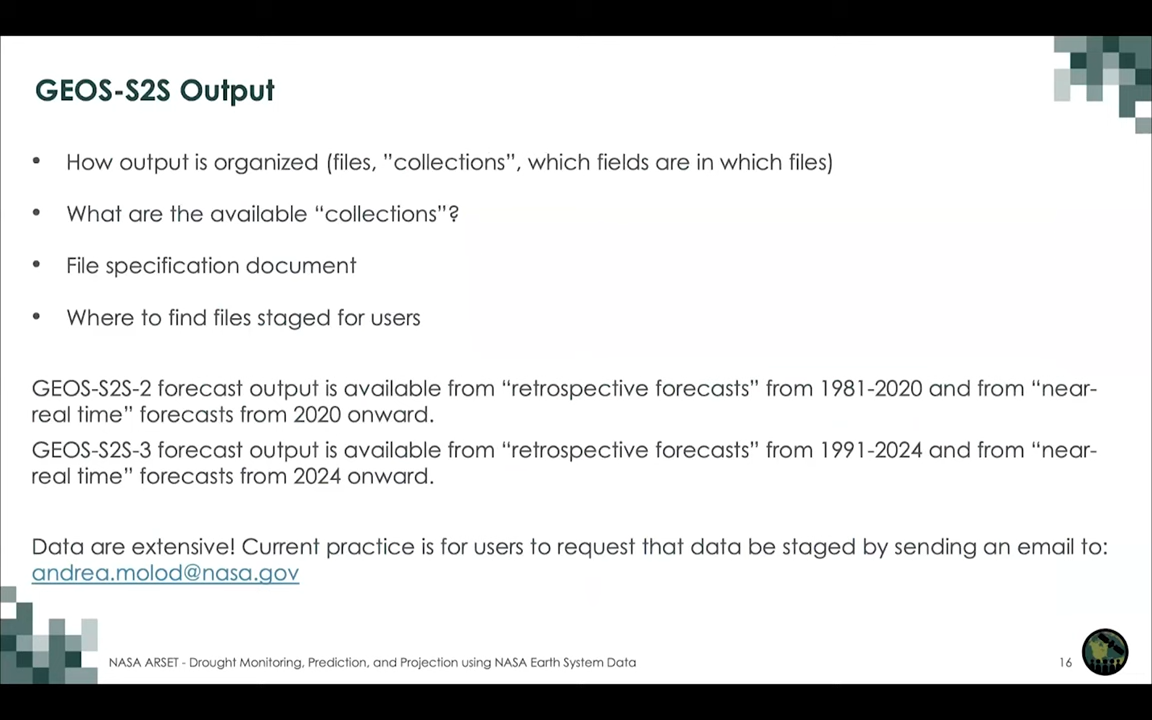 GEOS-S2S Output
• How output is organized (files, ”collections”, which fields are in which files)
• What are the available “collections”?
• File specification document
• Where to find files staged for users
GEOS-S2S-2 forecast output is available from “retrospective forecasts” from 1981-2020 and from “near-
real time” forecasts from 2020 onward.
GEOS-S2S-3 forecast output is available from “retrospective forecasts” from 1991-2024 and from “near-
real time” forecasts from 2024 onward.
Data are extensive! Current practice is for users to request that data be staged by sending an email to:
andrea.molod@nasa.gov
NASA ARSET - Drought Monitoring, Prediction, and Projection using NASA Earth System Data
16